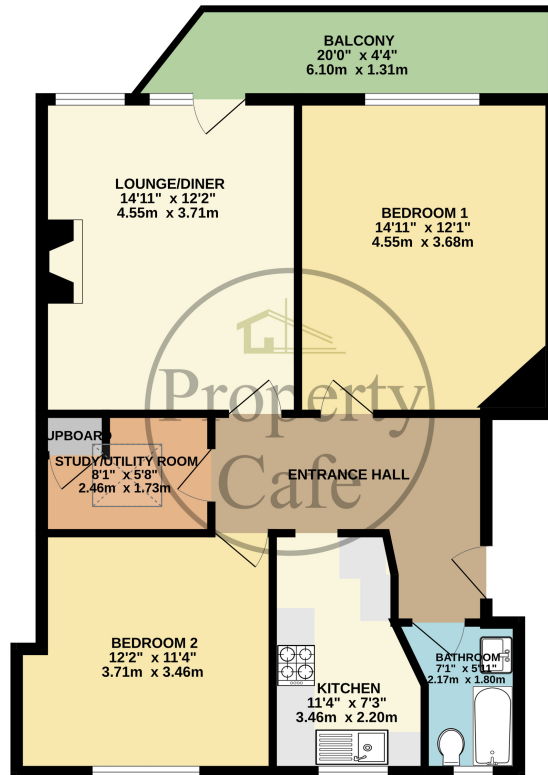 BALCONY
20'0" x 4'4"
6.10m x 1.31m
LOUNGE/DINER
14'11" x 12'2"
4.55m x 3.71m
BEDROOM 1
14'11" x 12'1"
4.55m x 3.68m
Property
Cafe
UPBOARD
STUDY/UTILITY ROOM
8'1" x 5'8"
2.46m x 1.73m
ENTRANCE HALL
BEDROOM 2
12'2" x 11'4"
3.71m x 3.46m
KITCHEN
11'4" x 7'3"
3.46m x 2.20m
BATHROOM
7'1" x 5'11"
2.17m x 1.80m